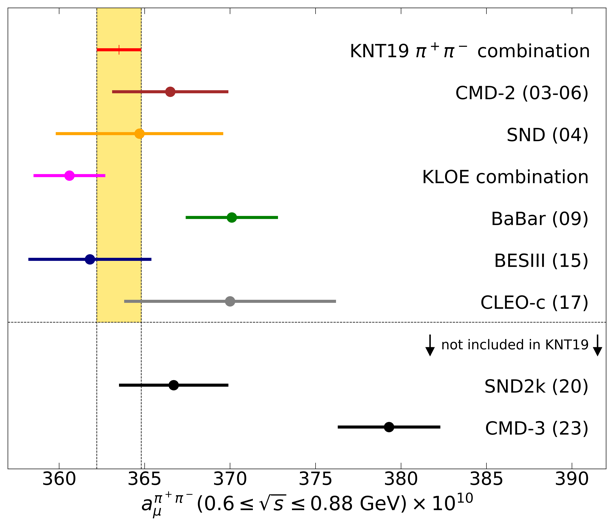 KNT19 π⁺π⁻ combination
CMD-2 (03-06)
SND (04)
KLOE combination
BaBar (09)
BESIII (15)
CLEO-c (17)
not included in KNT19
SND2k (20)
CMD-3 (23)
360 365 370 375 380 385 390
a_μ^{π⁺π⁻}(0.6 ≤ √s ≤ 0.88 GeV) × 10¹⁰